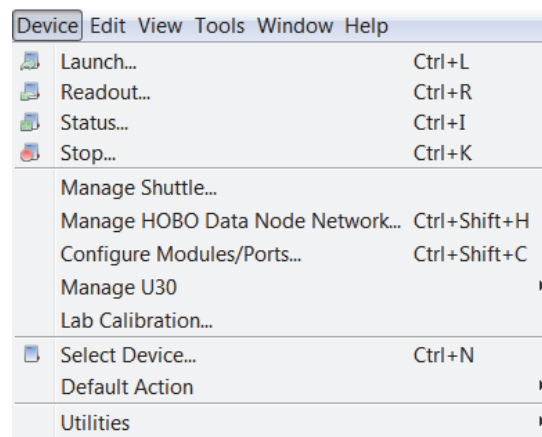 Device Edit View Tools Window Help
Launch... Ctrl+L
Readout... Ctrl+R
Status... Ctrl+I
Stop... Ctrl+K
Manage Shuttle...
Manage HOBO Data Node Network... Ctrl+Shift+H
Configure Modules/Ports... Ctrl+Shift+C
Manage U30
Lab Calibration...
Select Device... Ctrl+N
Default Action
Utilities